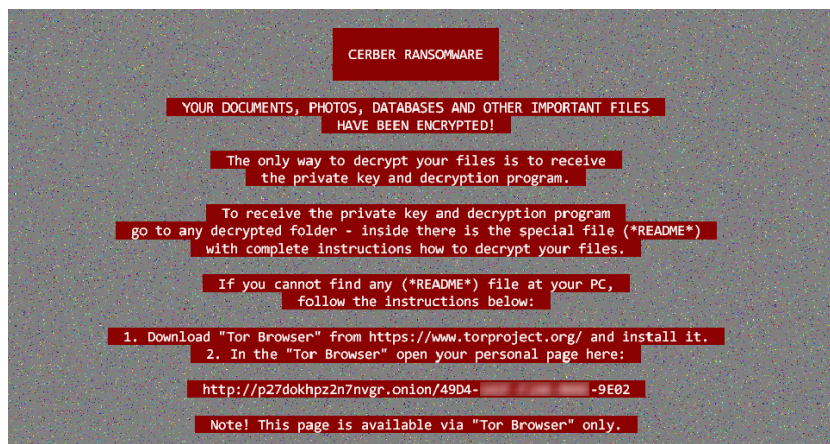 CERBER RANSOMWARE
YOUR DOCUMENTS, PHOTOS, DATABASES AND OTHER IMPORTANT FILES
HAVE BEEN ENCRYPTED!
The only way to decrypt your files is to receive
the private key and decryption program.
To receive the private key and decryption program
go to any decrypted folder - inside there is the special file (*README*)
with complete instructions how to decrypt your files.
If you cannot find any (*README*) file at your PC,
follow the instructions below:
1. Download "Tor Browser" from https://www.torproject.org/ and install it.
2. In the "Tor Browser" open your personal page here:
http://p27dokhpz2n7nvgr.onion/49D4- -9E02
Note! This page is available via "Tor Browser" only.